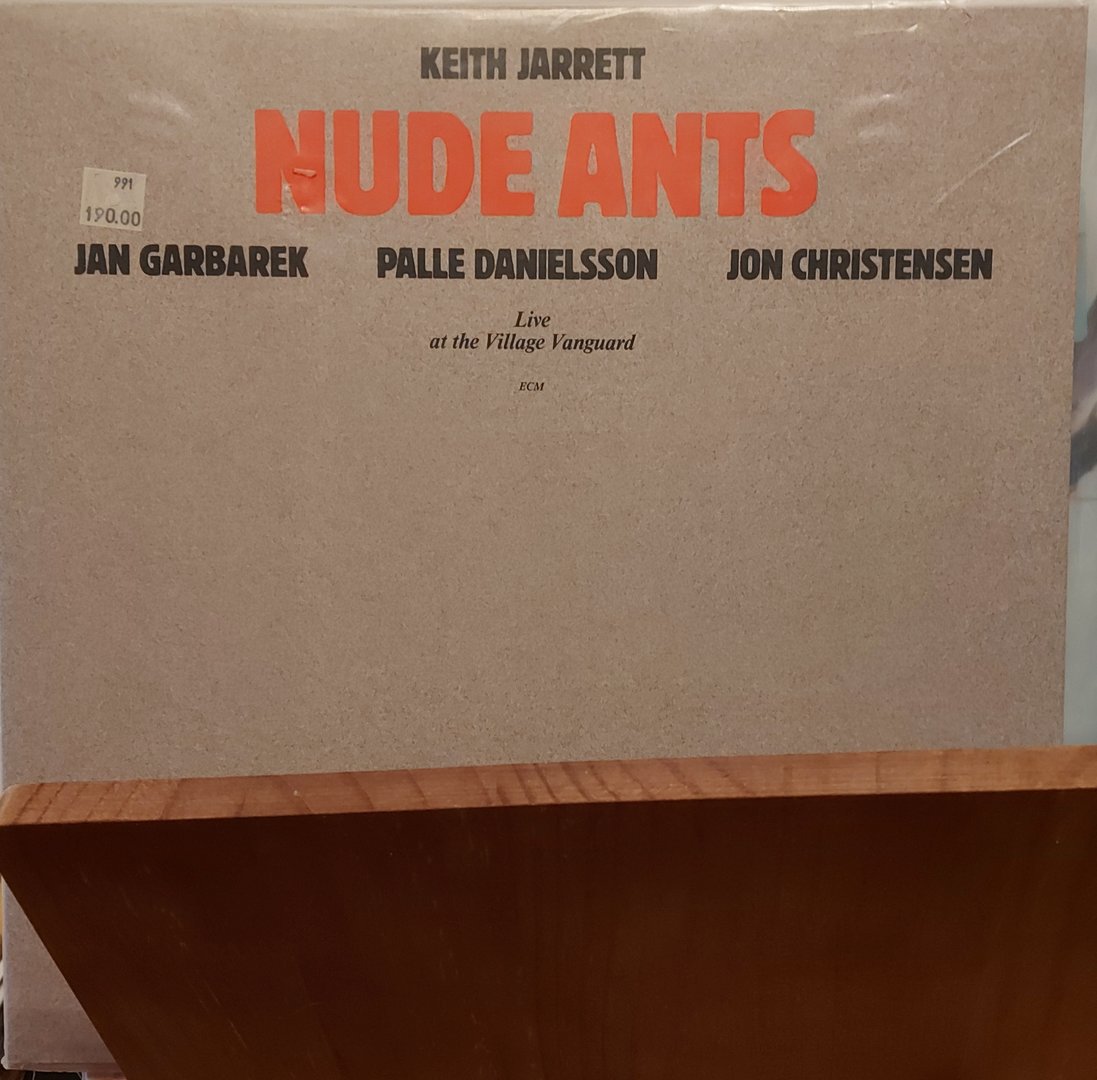 KEITH JARRETT
NUDE ANTS
991
190.00
JAN GARBAREK PALLE DANIELSSON JON CHRISTENSEN
Live
at the Village Vanguard
ECM